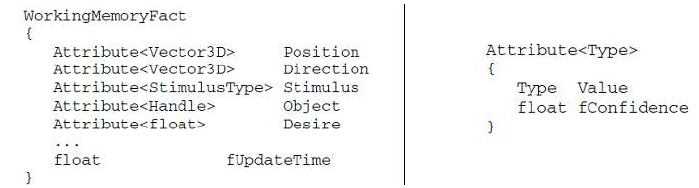 WorkingMemoryFact
{
Attribute<Vector3D> Position
Attribute<Vector3D> Direction
Attribute<StimulusType> Stimulus
Attribute<Handle> Object
Attribute<float> Desire
...
float fUpdateTime
}
Attribute<Type>
{
Type Value
float fConfidence
}